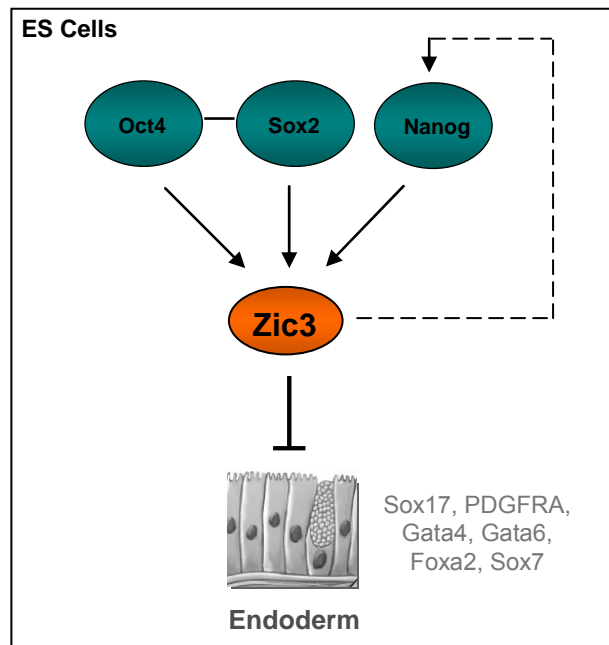 ES Cells
Oct4
Sox2
Nanog
Zic3
Sox17, PDGFRA,
Gata4, Gata6,
Foxa2, Sox7
Endoderm